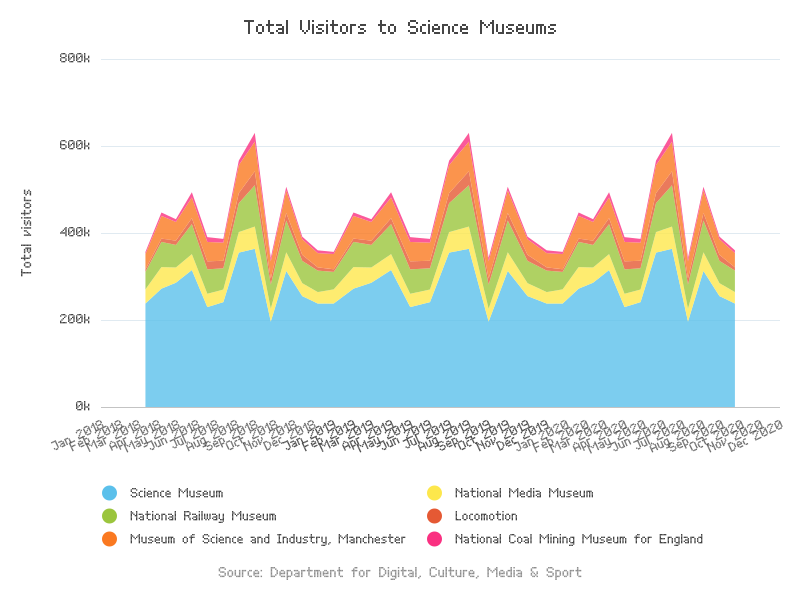 Total Visitors to Science Museums
800k
600k
400k
200k
0k
Total visitors
Jan 2018
Feb 2018
Mar 2018
Apr 2018
May 2018
Jun 2018
Jul 2018
Aug 2018
Sep 2018
Oct 2018
Nov 2018
Dec 2018
Jan 2019
Feb 2019
Mar 2019
Apr 2019
May 2019
Jun 2019
Jul 2019
Aug 2019
Sep 2019
Oct 2019
Nov 2019
Dec 2019
Jan 2020
Feb 2020
Mar 2020
Apr 2020
May 2020
Jun 2020
Jul 2020
Aug 2020
Sep 2020
Oct 2020
Nov 2020
Dec 2020
Science Museum
National Media Museum
National Railway Museum
Locomotion
Museum of Science and Industry, Manchester
National Coal Mining Museum for England
Source: Department for Digital, Culture, Media & Sport